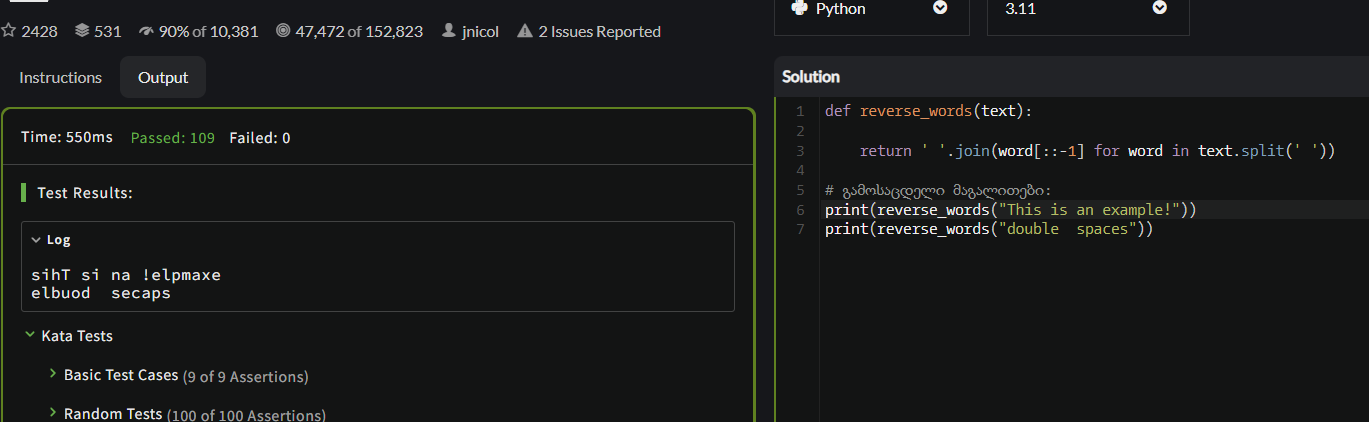 2428 531 90% of 10,381 47,472 of 152,823 jnicol 2 Issues Reported
Instructions Output
Time: 550ms Passed: 109 Failed: 0
Test Results:
Log
sihT si na !elpmaxe
elbuod  secaps
Kata Tests
Basic Test Cases (9 of 9 Assertions)
Random Tests (100 of 100 Assertions)
Python 3.11
Solution
1 def reverse_words(text):
2
3     return ' '.join(word[::-1] for word in text.split(' '))
4
5 # გამოსაცდელი მაგალითები:
6 print(reverse_words("This is an example!"))
7 print(reverse_words("double  spaces"))